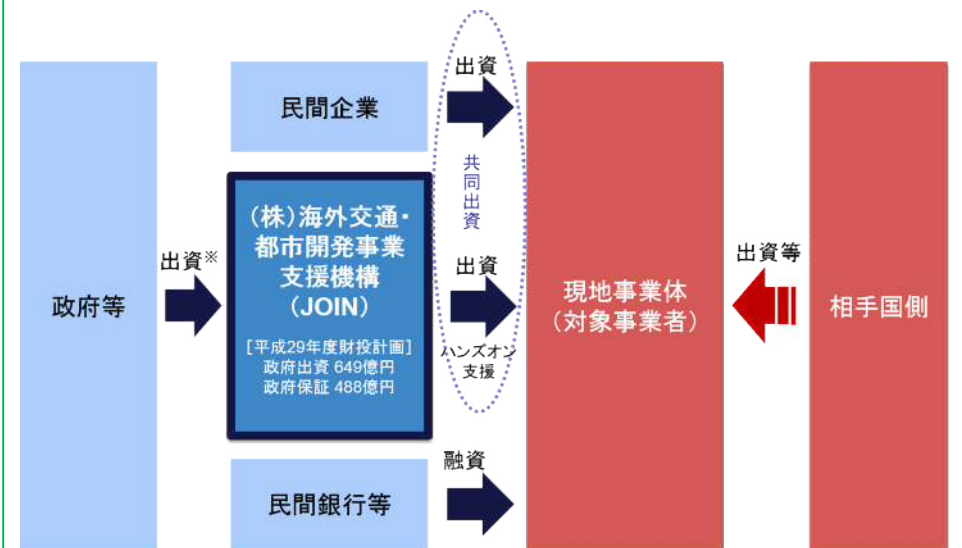 政府等
出資※
民間企業
(株)海外交通・
都市開発事業
支援機構
(JOIN)
[平成29年度財投計画]
政府出資 649億円
政府保証 488億円
民間銀行等
出資
共同出資
出資
ハンズオン
支援
融資
現地事業体
(対象事業者)
出資等
相手国側